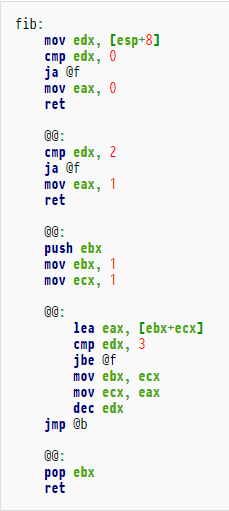 fib:
mov edx, [esp+8]
cmp edx, 0
ja @f
mov eax, 0
ret
@@:
cmp edx, 2
ja @f
mov eax, 1
ret
@@:
push ebx
mov ebx, 1
mov ecx, 1
@@:
lea eax, [ebx+ecx]
cmp edx, 3
jbe @f
mov ebx, ecx
mov ecx, eax
dec edx
jmp @b
@@:
pop ebx
ret